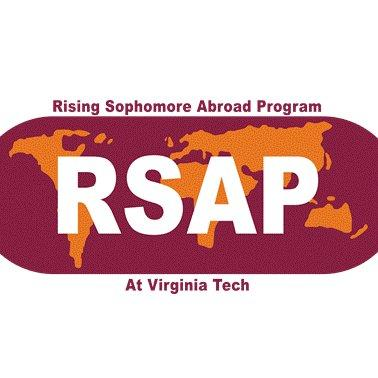 Rising Sophomore Abroad Program
RSAP
At Virginia Tech